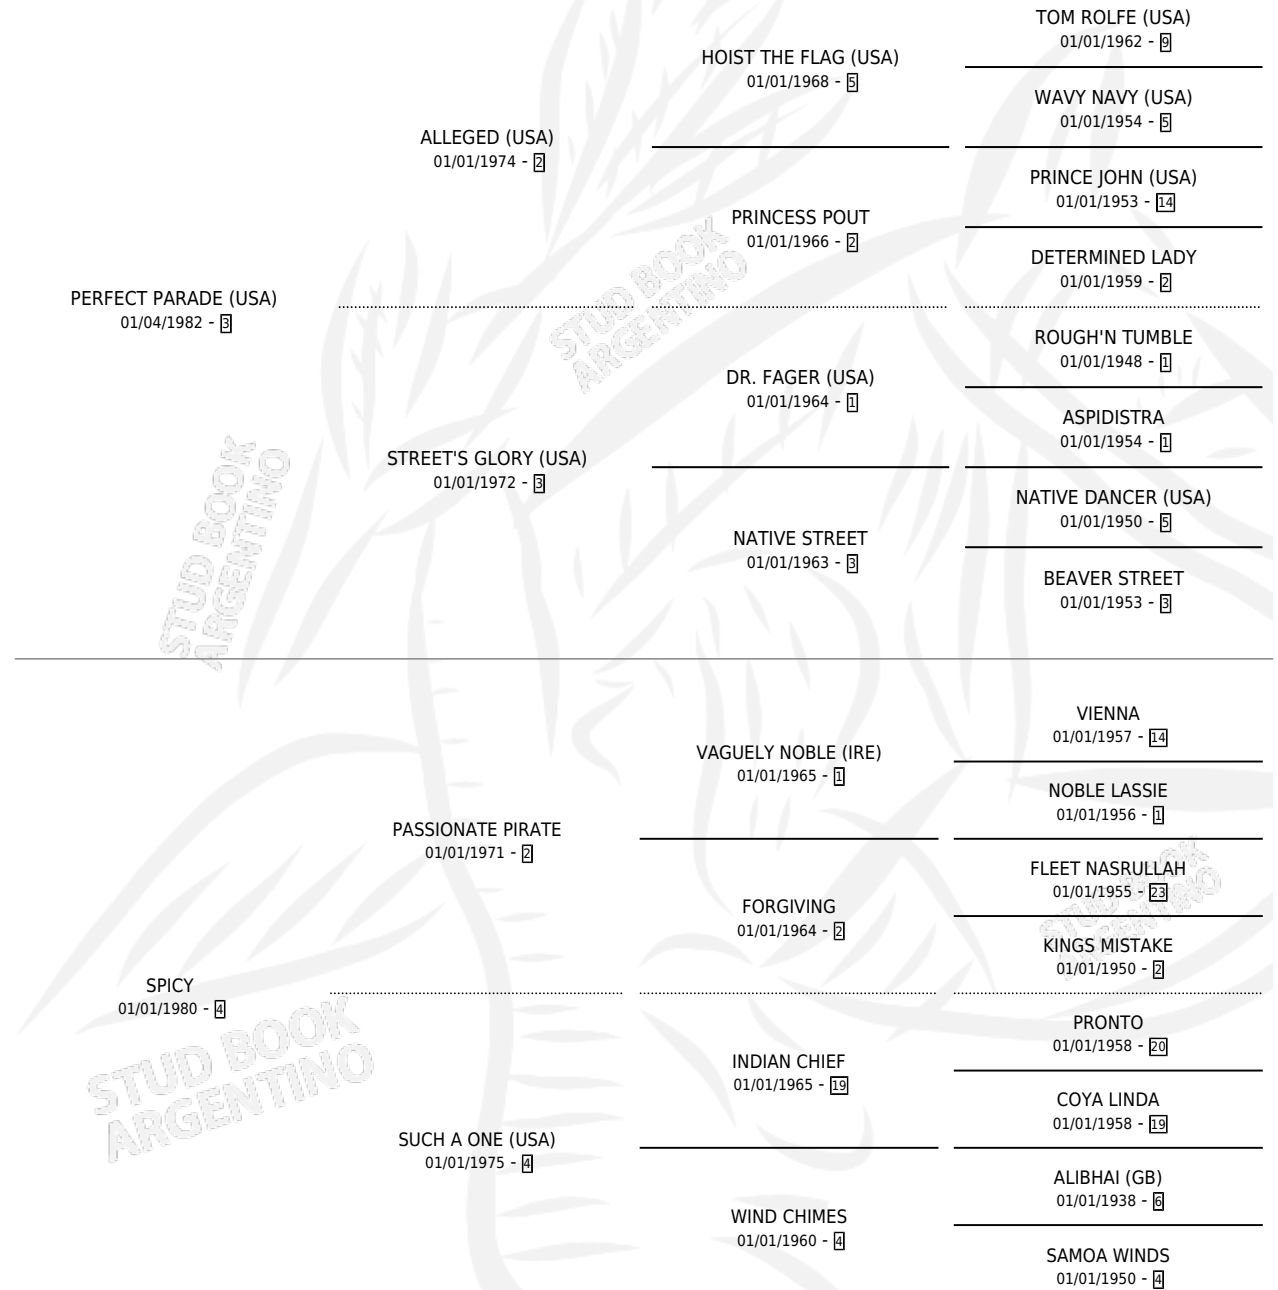 TOM ROLFE (USA)
01/01/1962 - 9
HOIST THE FLAG (USA)
01/01/1968 - 5
WAVY NAVY (USA)
01/01/1954 - 5
ALLEGED (USA)
01/01/1974 - 2
PRINCE JOHN (USA)
01/01/1953 - 14
PRINCESS POUT
01/01/1966 - 2
DETERMINED LADY
01/01/1959 - 2
PERFECT PARADE (USA)
01/04/1982 - 3
ROUGH'N TUMBLE
01/01/1948 - 1
DR. FAGER (USA)
01/01/1964 - 1
ASPIDISTRA
01/01/1954 - 1
STREET'S GLORY (USA)
01/01/1972 - 3
NATIVE DANCER (USA)
01/01/1950 - 5
NATIVE STREET
01/01/1963 - 3
BEAVER STREET
01/01/1953 - 3
STUD BOOK
ARGENTINO
STUD BOOK
ARGENTINO
VIENNA
01/01/1957 - 14
VAGUELY NOBLE (IRE)
01/01/1965 - 1
NOBLE LASSIE
01/01/1956 - 1
PASSIONATE PIRATE
01/01/1971 - 2
FLEET NASRULLAH
01/01/1955 - 23
FORGIVING
01/01/1964 - 2
KINGS MISTAKE
01/01/1950 - 2
STUD BOOK
ARGENTINO
SPICY
01/01/1980 - 4
PRONTO
01/01/1958 - 20
INDIAN CHIEF
01/01/1965 - 19
COYA LINDA
01/01/1958 - 19
SUCH A ONE (USA)
01/01/1975 - 4
ALIBHAI (GB)
01/01/1938 - 6
WIND CHIMES
01/01/1960 - 4
SAMOA WINDS
01/01/1950 - 4
STUD BOOK
ARGENTINO